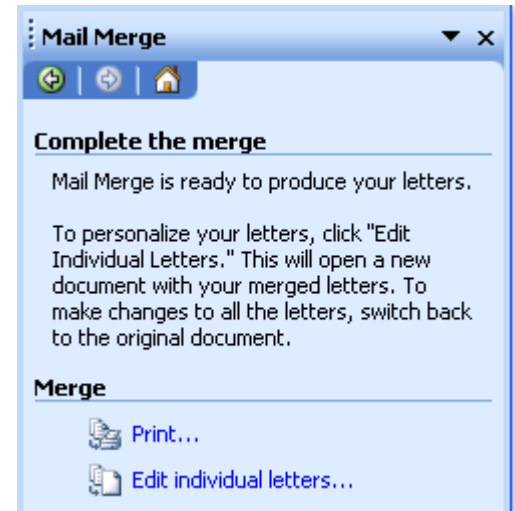 Mail Merge
Complete the merge
Mail Merge is ready to produce your letters.
To personalize your letters, click "Edit
Individual Letters." This will open a new
document with your merged letters. To
make changes to all the letters, switch back
to the original document.
Merge
Print...
Edit individual letters...